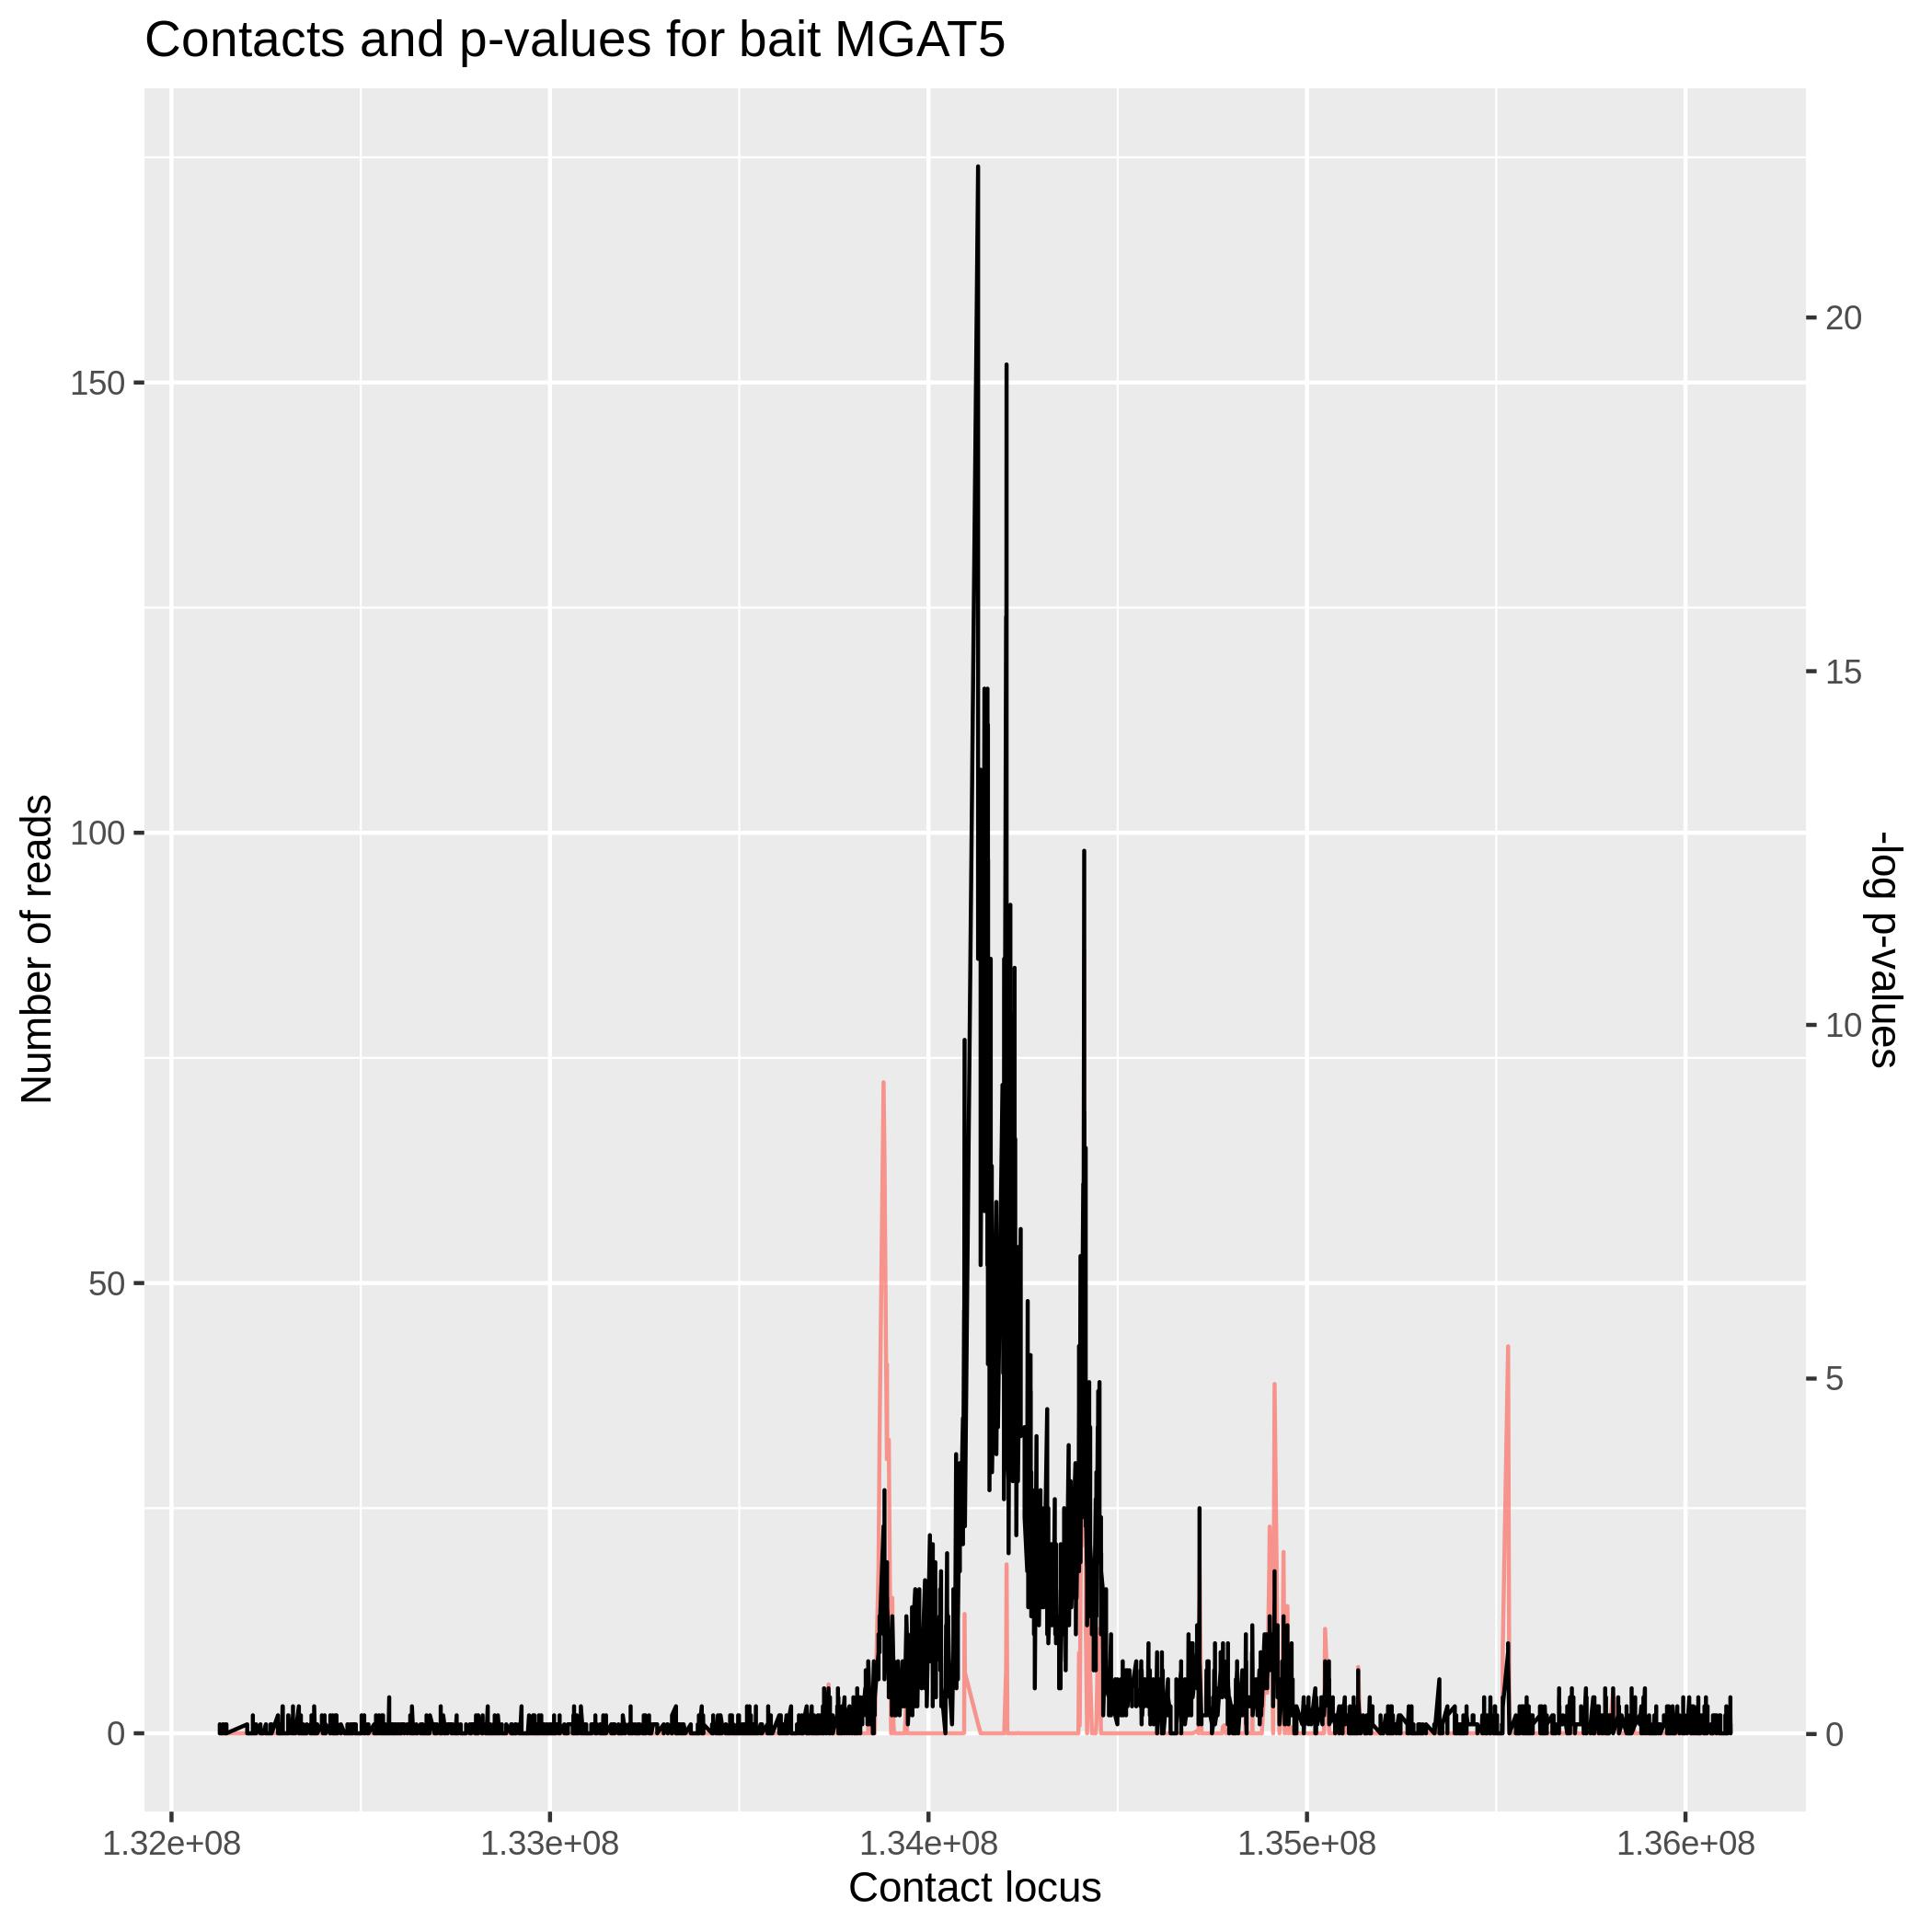 Contacts and p-values for bait MGAT5
Number of reads
150
100
50
0
20
15
10
5
0
-log p-values
1.32e+08
1.33e+08
1.34e+08
1.35e+08
1.36e+08
Contact locus